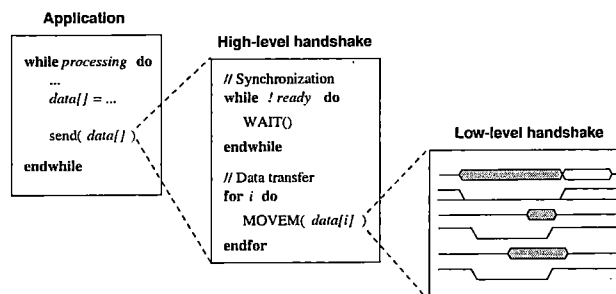 Application
while processing do
...
data[] = ...
send( data[] )
endwhile
High-level handshake
// Synchronization
while ! ready do
WAIT()
endwhile
// Data transfer
for i do
MOVEM( data[i] )
endfor
Low-level handshake